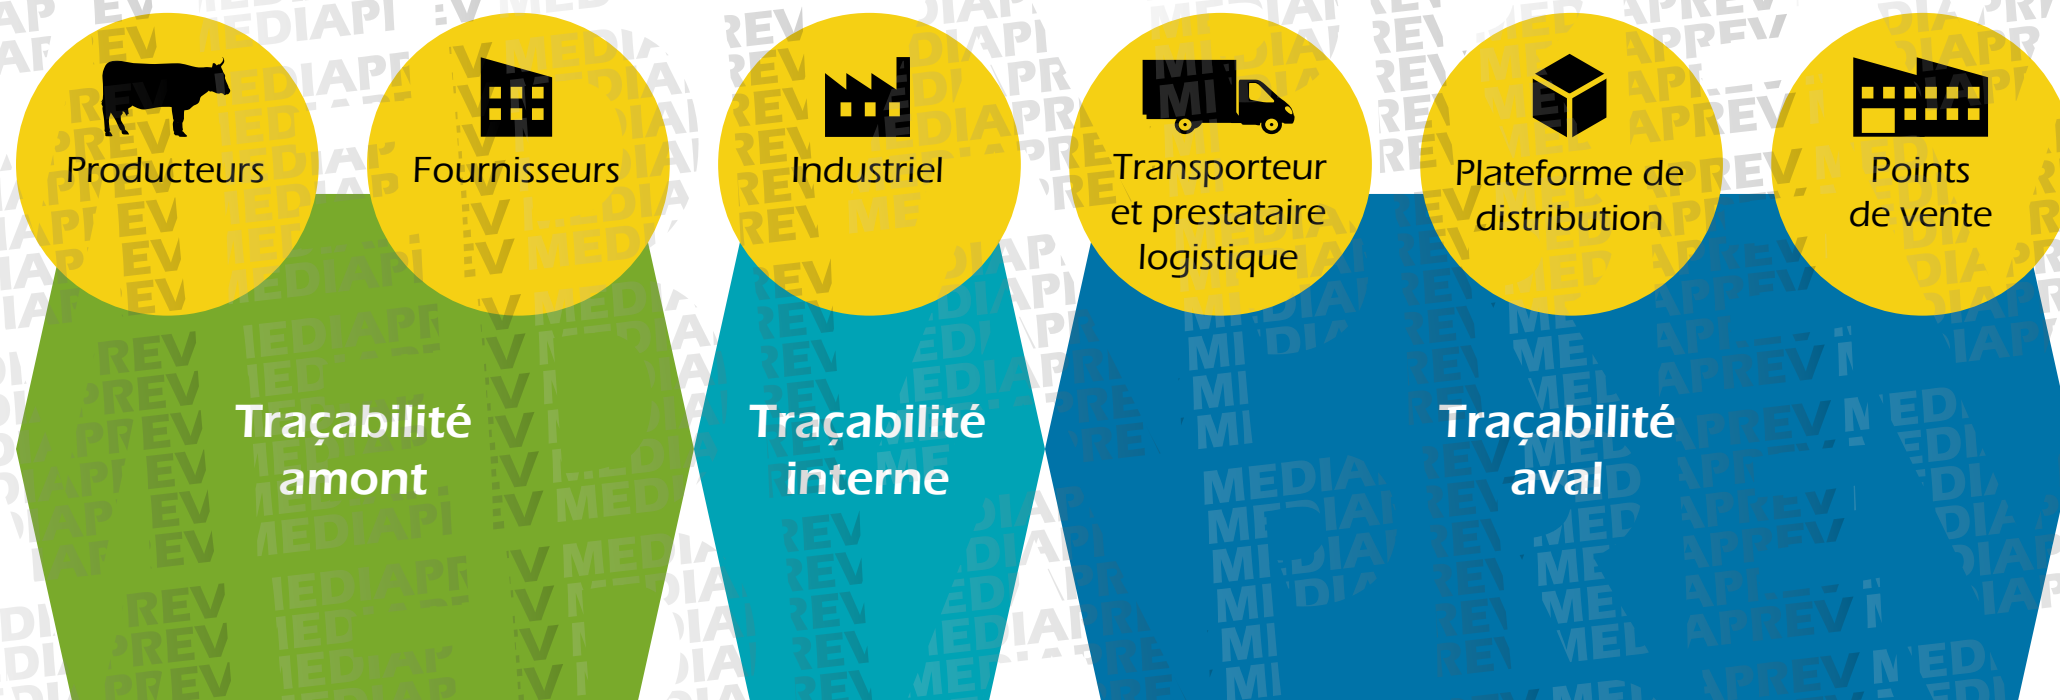 Producteurs
Fournisseurs
Industriel
Transporteur
et prestataire
logistique
Plateforme de
distribution
Points
de vente
Traçabilité
amont
Traçabilité
interne
Traçabilité
aval